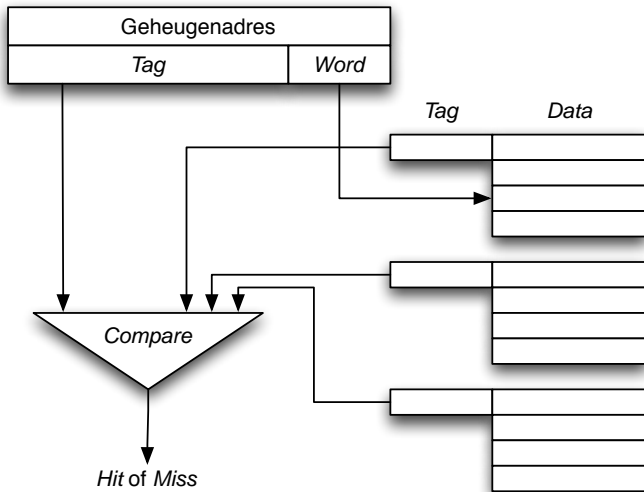 Geheugenadres
Tag Word
Tag Data
Compare
Hit of Miss